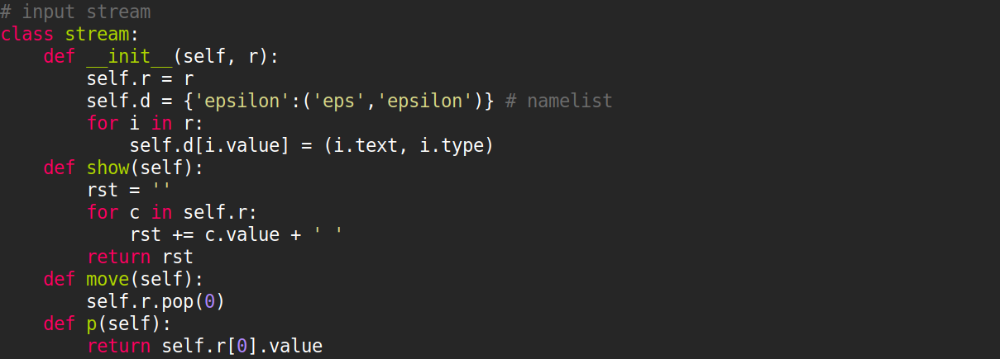 # input stream
class stream:
    def __init__(self, r):
        self.r = r
        self.d = {'epsilon':('eps','epsilon')} # namelist
        for i in r:
            self.d[i.value] = (i.text, i.type)
    def show(self):
        rst = ''
        for c in self.r:
            rst += c.value + ' '
        return rst
    def move(self):
        self.r.pop(0)
    def p(self):
        return self.r[0].value